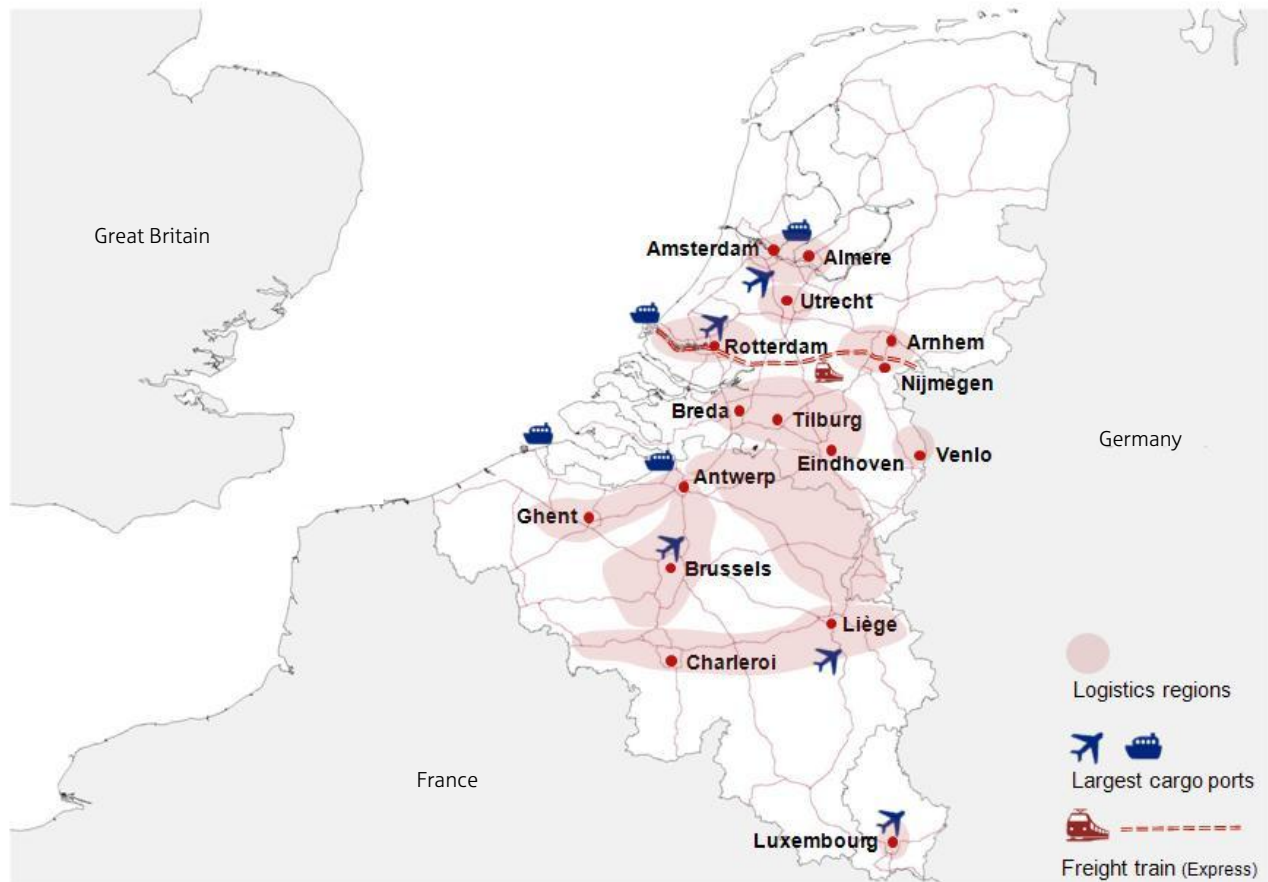 Great Britain
Amsterdam
Almere
Utrecht
Rotterdam
Arnhem
Nijmegen
Breda
Tilburg
Germany
Eindhoven
Venlo
Antwerp
Ghent
Brussels
Liège
Charleroi
Logistics regions
France
Largest cargo ports
Luxembourg
Freight train (Express)